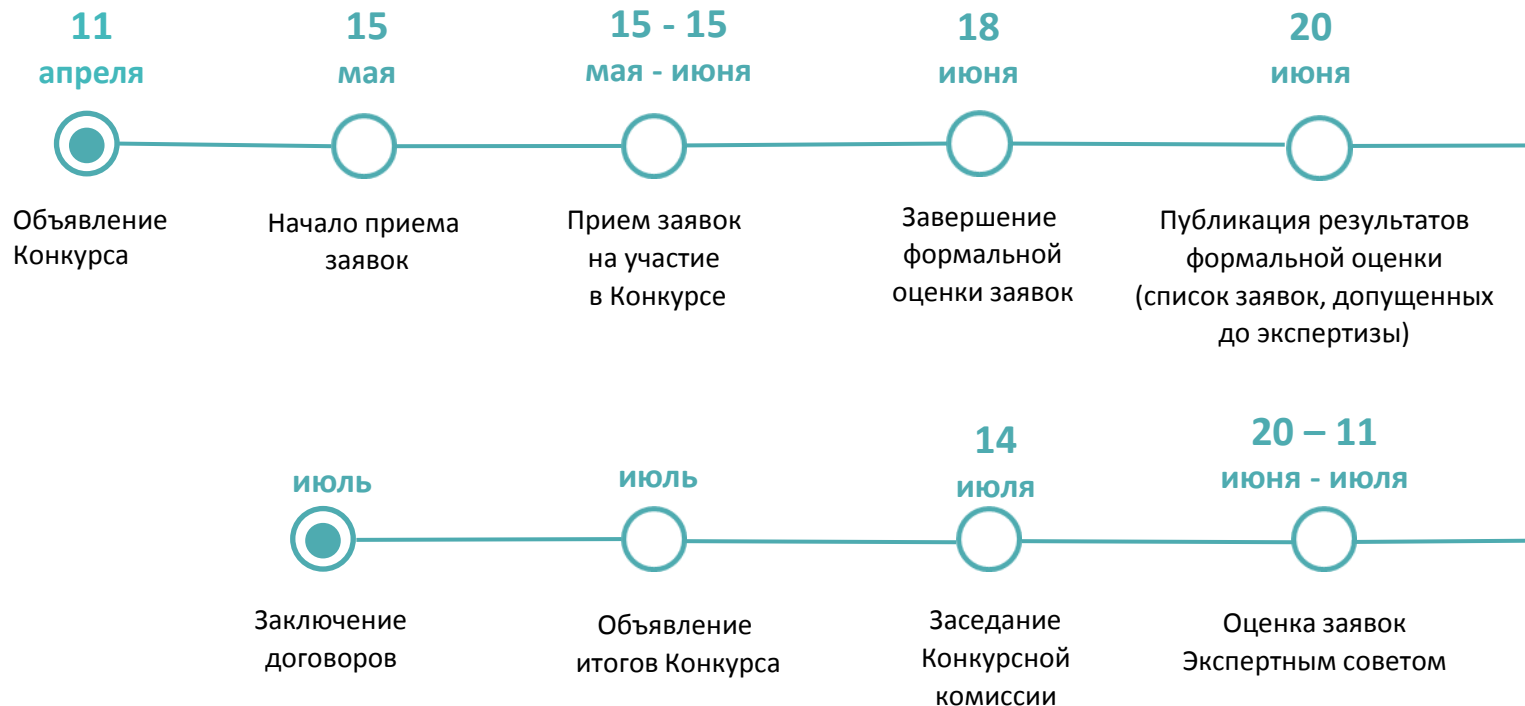 11
апреля
15
мая
15 - 15
мая - июня
18
июня
20
июня
Объявление
Конкурса
Начало приема
заявок
Прием заявок
на участие
в Конкурсе
Завершение
формальной
оценки заявок
Публикация результатов
формальной оценки
(список заявок, допущенных
до экспертизы)
июль
июль
14
июля
20 – 11
июня - июля
Заключение
договоров
Объявление
итогов Конкурса
Заседание
Конкурсной
комиссии
Оценка заявок
Экспертным советом